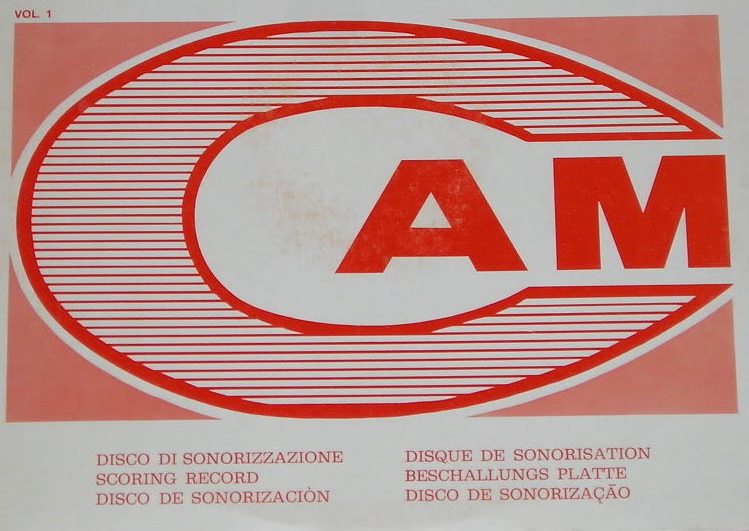 VOL. 1
CAM
DISCO DI SONORIZZAZIONE
SCORING RECORD
DISCO DE SONORIZACIÒN
DISQUE DE SONORISATION
BESCHALLUNGS PLATTE
DISCO DE SONORIZAÇÃO